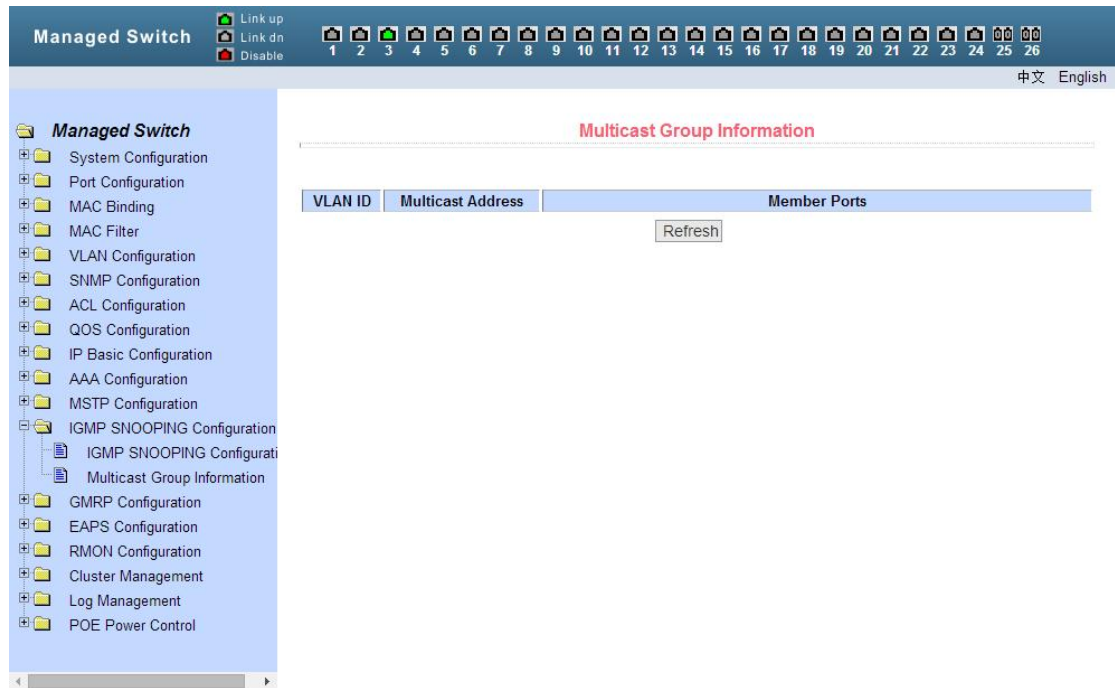 Managed Switch
Link up
Link dn
Disable
1 2 3 4 5 6 7 8 9 10 11 12 13 14 15 16 17 18 19 20 21 22 23 24 25 26
中文 English
Managed Switch
System Configuration
Port Configuration
MAC Binding
MAC Filter
VLAN Configuration
SNMP Configuration
ACL Configuration
QOS Configuration
IP Basic Configuration
AAA Configuration
MSTP Configuration
IGMP SNOOPING Configuration
IGMP SNOOPING Configurati
Multicast Group Information
GMRP Configuration
EAPS Configuration
RMON Configuration
Cluster Management
Log Management
POE Power Control
Multicast Group Information
VLAN ID Multicast Address Member Ports
Refresh